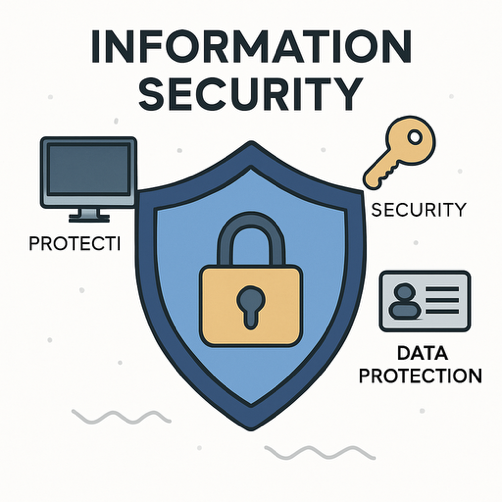 INFORMATION
SECURITY
PROTECTI
SECURITY
DATA
PROTECTION